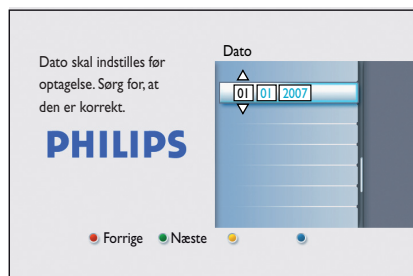 Dato skal indstilles før
optagelse. Sørg for, at
den er korrekt.
PHILIPS
Dato
01 01 2007
Forrige Næste